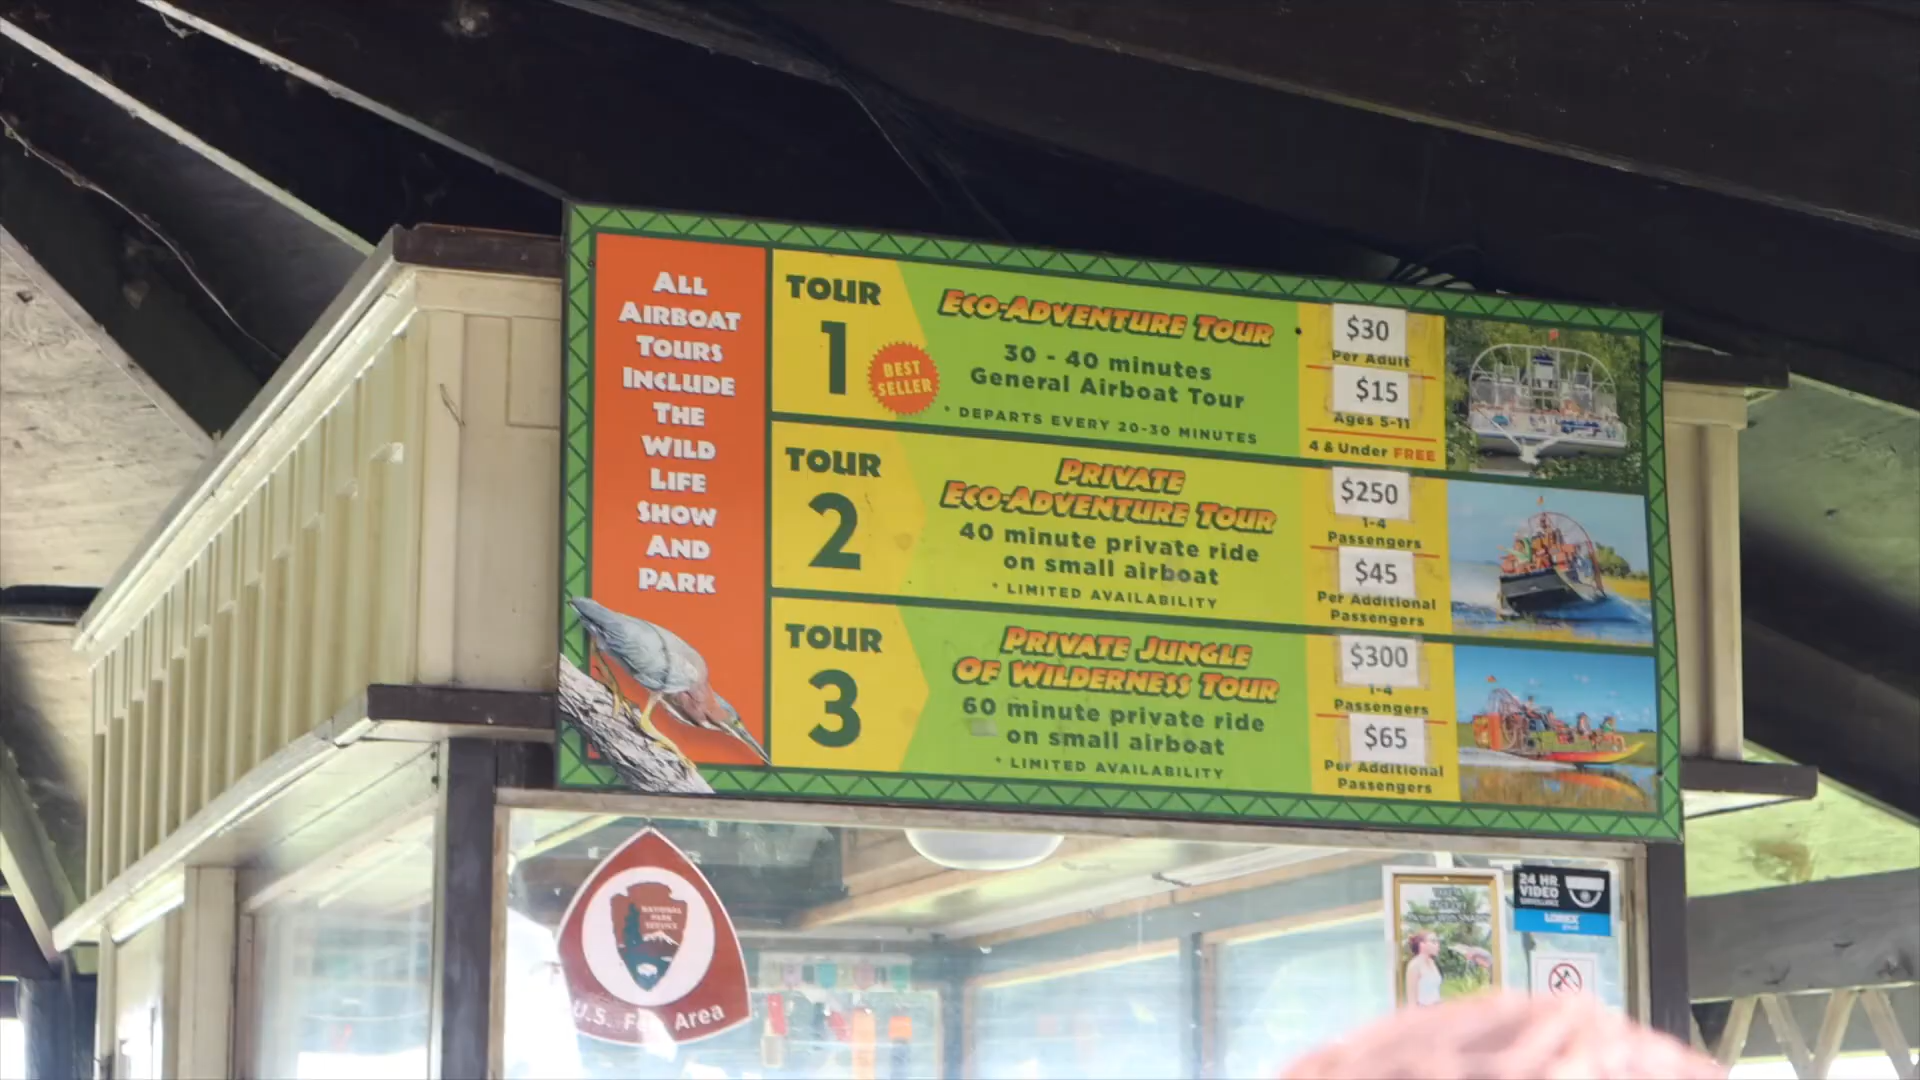 ALL
AIRBOAT
TOURS
INCLUDE
THE
WILD
LIFE
SHOW
AND
PARK
TOUR
1
BEST
SELLER
ECO-ADVENTURE TOUR
30 - 40 minutes
General Airboat Tour
* DEPARTS EVERY 20-30 MINUTES
$30
Per Adult
$15
Ages 5-11
4 & Under FREE
TOUR
2
PRIVATE
ECO-ADVENTURE TOUR
40 minute private ride
on small airboat
* LIMITED AVAILABILITY
$250
1-4
Passengers
$45
Per Additional
Passengers
TOUR
3
PRIVATE JUNGLE
OF WILDERNESS TOUR
60 minute private ride
on small airboat
* LIMITED AVAILABILITY
$300
1-4
Passengers
$65
Per Additional
Passengers
NATIONAL
PARK
SERVICE
U.S. Area
24 HR.
VIDEO
SURVEILLANCE
LOREX